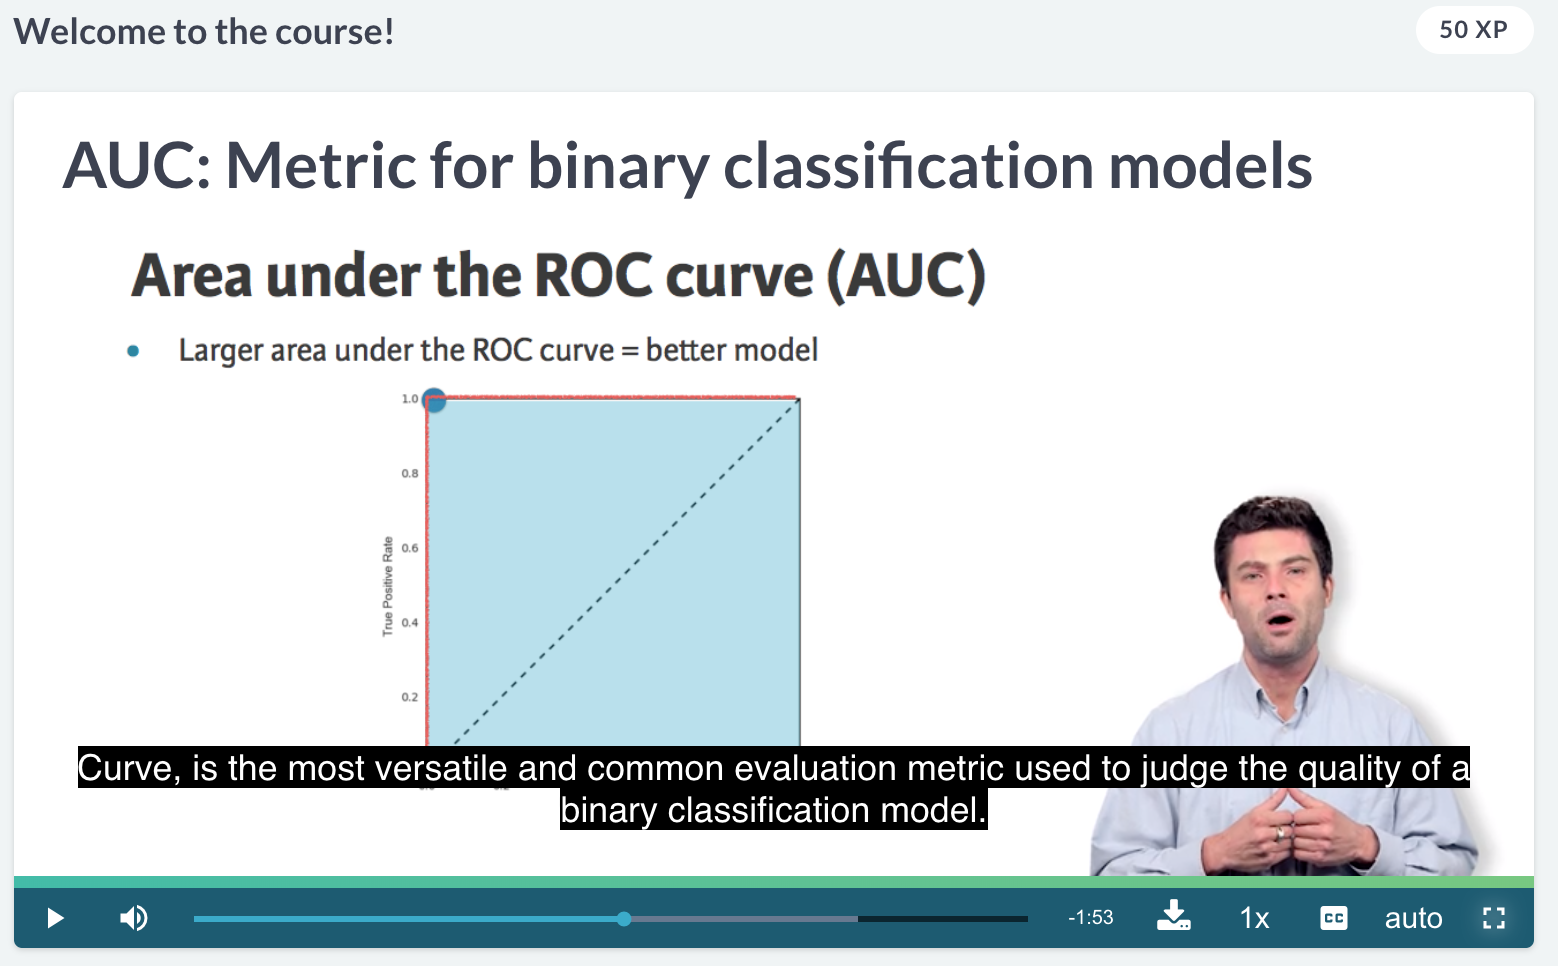 Welcome to the course!
50 XP
AUC: Metric for binary classification models
Area under the ROC curve (AUC)
• Larger area under the ROC curve = better model
1.0
0.8
0.6
0.4
0.2
True Positive Rate
Curve, is the most versatile and common evaluation metric used to judge the quality of a
binary classification model.
-1:53
1x
CC
auto